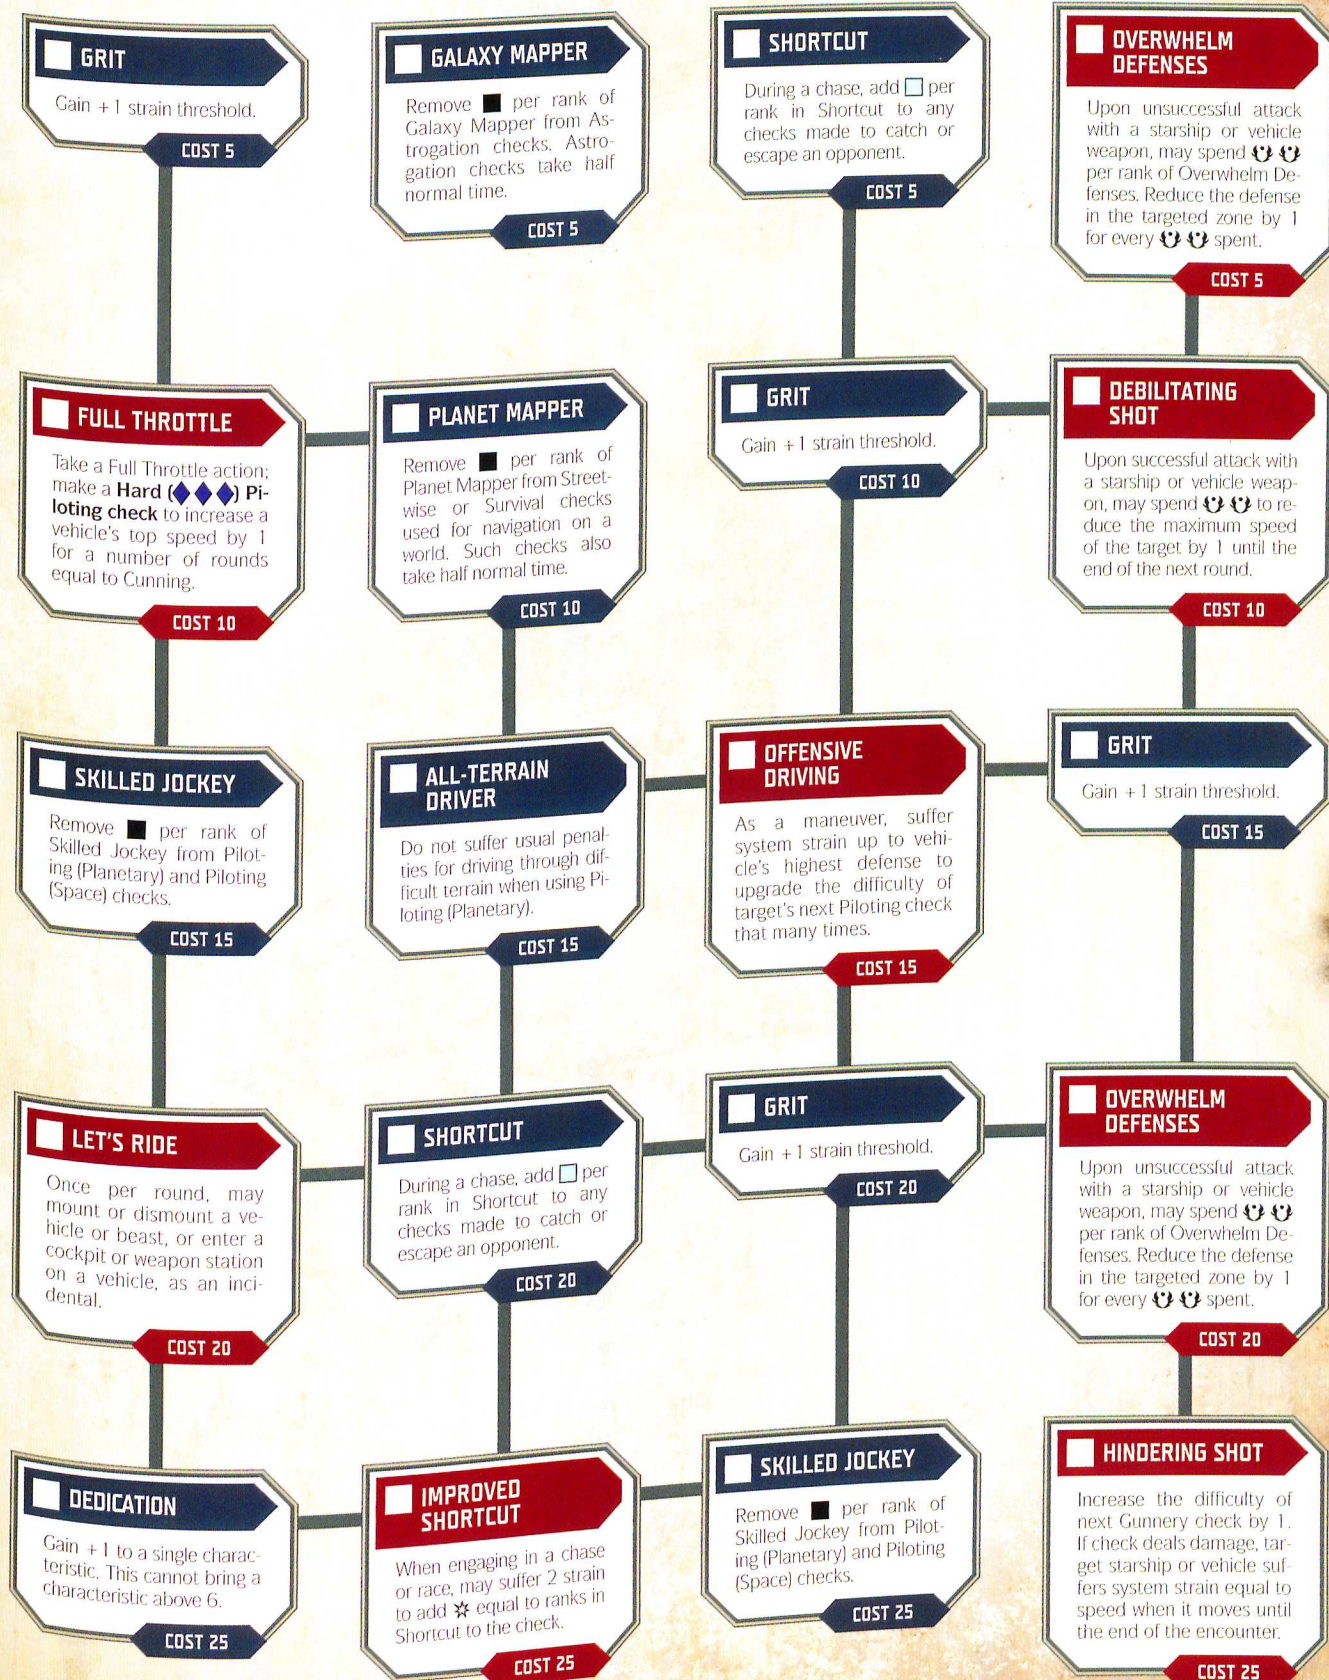 GRIT
Gain +1 strain threshold.
COST 5
GALAXY MAPPER
Remove ■ per rank of
Galaxy Mapper from As-
trogation checks. Astro-
gation checks take half
normal time.
COST 5
SHORTCUT
During a chase, add □ per
rank in Shortcut to any
checks made to catch or
escape an opponent.
COST 5
OVERWHELM
DEFENSES
Upon unsuccessful attack
with a starship or vehicle
weapon, may spend
per rank of Overwhelm De-
fenses. Reduce the defense
in the targeted zone by 1
for every spent.
COST 5
FULL THROTTLE
Take a Full Throttle action;
make a Hard (◆◆◆) Pi-
loting check to increase a
vehicle's top speed by 1
for a number of rounds
equal to Cunning.
COST 10
PLANET MAPPER
Remove ■ per rank of
Planet Mapper from Street-
wise or Survival checks
used for navigation on a
world. Such checks also
take half normal time.
COST 10
GRIT
Gain +1 strain threshold.
COST 10
DEBILITATING
SHOT
Upon successful attack with
a starship or vehicle weap-
on, may spend to re-
duce the maximum speed
of the target by 1 until the
end of the next round.
COST 10
SKILLED JOCKEY
Remove ■ per rank of
Skilled Jockey from Pilot-
ing (Planetary) and Piloting
(Space) checks.
COST 15
ALL-TERRAIN
DRIVER
Do not suffer usual penal-
ties for driving through dif-
ficult terrain when using Pi-
loting (Planetary).
COST 15
OFFENSIVE
DRIVING
As a maneuver, suffer
system strain up to vehi-
cle's highest defense to
upgrade the difficulty of
target's next Piloting check
that many times.
COST 15
GRIT
Gain +1 strain threshold.
COST 15
LET'S RIDE
Once per round, may
mount or dismount a ve-
hicle or beast, or enter a
cockpit or weapon station
on a vehicle, as an inci-
dental.
COST 20
SHORTCUT
During a chase, add □ per
rank in Shortcut to any
checks made to catch or
escape an opponent.
COST 20
GRIT
Gain +1 strain threshold.
COST 20
OVERWHELM
DEFENSES
Upon unsuccessful attack
with a starship or vehicle
weapon, may spend
per rank of Overwhelm De-
fenses. Reduce the defense
in the targeted zone by 1
for every spent.
COST 20
DEDICATION
Gain +1 to a single charac-
teristic. This cannot bring a
characteristic above 6.
COST 25
IMPROVED
SHORTCUT
When engaging in a chase
or race, may suffer 2 strain
to add equal to ranks in
Shortcut to the check.
COST 25
SKILLED JOCKEY
Remove ■ per rank of
Skilled Jockey from Pilot-
ing (Planetary) and Piloting
(Space) checks.
COST 25
HINDERING SHOT
Increase the difficulty of
next Gunnery check by 1.
If check deals damage, tar-
get starship or vehicle suf-
fers system strain equal to
speed when it moves until
the end of the encounter.
COST 25